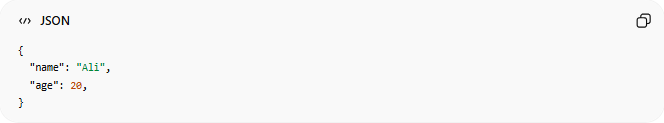 JSON
{
  "name": "Ali",
  "age": 20,
}